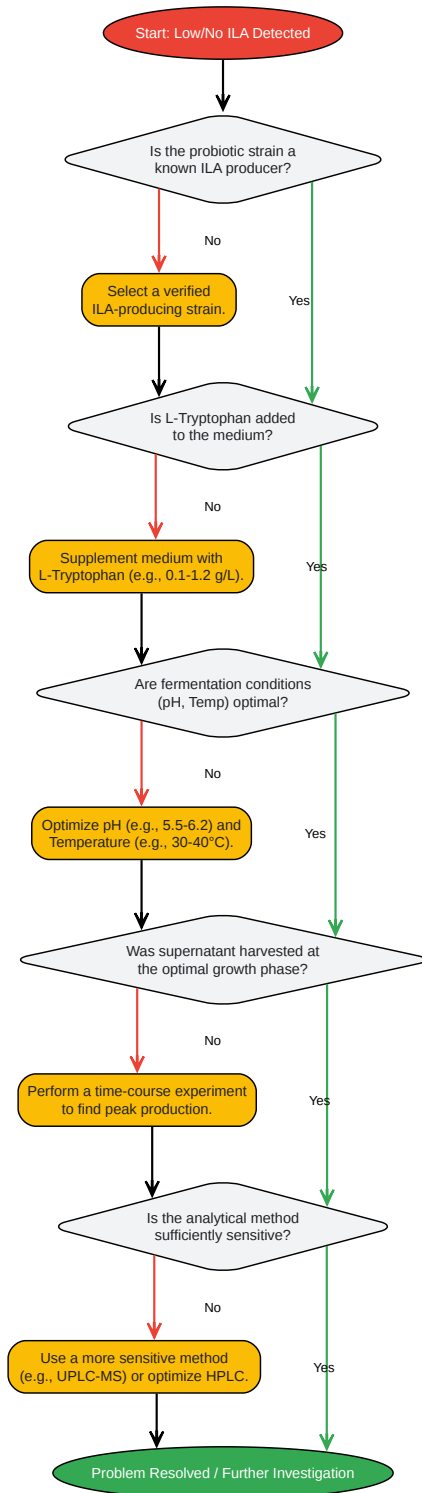 Start: Low/No ILA Detected
Is the probiotic strain a
known ILA producer?
No
Select a verified
ILA-producing strain.
Yes
Is L-Tryptophan added
to the medium?
No
Supplement medium with
L-Tryptophan (e.g., 0.1-1.2 g/L).
Yes
Are fermentation conditions
(pH, Temp) optimal?
No
Optimize pH (e.g., 5.5-6.2) and
Temperature (e.g., 30-40°C).
Yes
Was supernatant harvested at
the optimal growth phase?
No
Perform a time-course experiment
to find peak production.
Yes
Is the analytical method
sufficiently sensitive?
No
Use a more sensitive method
(e.g., UPLC-MS) or optimize HPLC.
Yes
Problem Resolved / Further Investigation